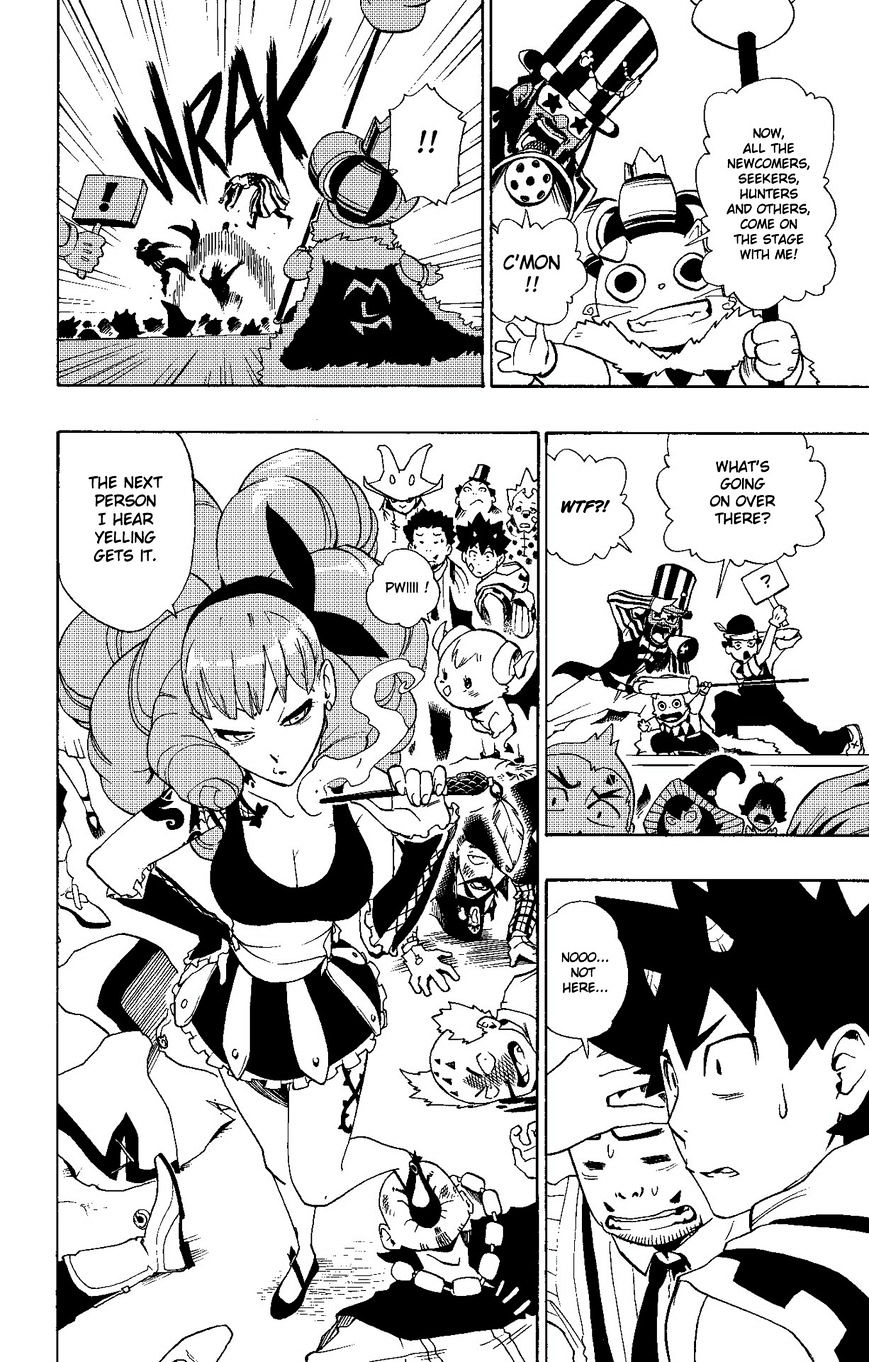 NOW,
ALL THE
NEWCOMERS,
SEEKERS,
HUNTERS
AND OTHERS,
COME ON
THE STAGE
WITH ME!
C'MON
!!
!!
WRAK
!
WHAT'S
GOING
ON OVER
THERE?
WTF?!
?
NOOO...
NOT
HERE...
THE NEXT
PERSON
I HEAR
YELLING
GETS IT.
PWIIII !